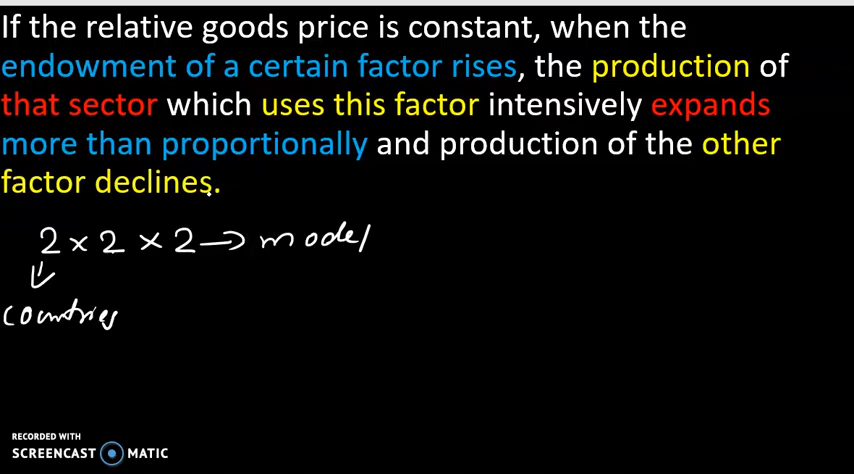 If the relative goods price is constant, when the
endowment of a certain factor rises, the production of
that sector which uses this factor intensively expands
more than proportionally and production of the other
factor declines.
2 × 2 × 2 → model
↓
countries
RECORDED WITH
SCREENCAST MATIC